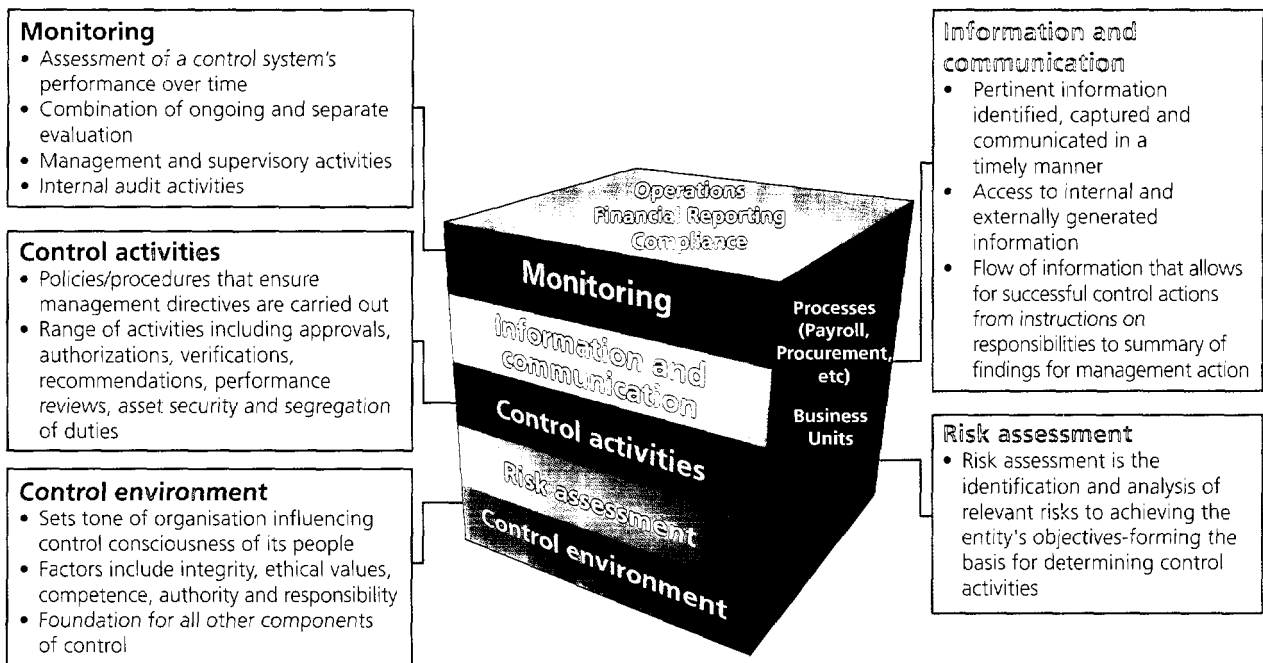 Monitoring
• Assessment of a control system's
performance over time
• Combination of ongoing and separate
evaluation
• Management and supervisory activities
• Internal audit activities
Control activities
• Policies/procedures that ensure
management directives are carried out
• Range of activities including approvals,
authorizations, verifications,
recommendations, performance
reviews, asset security and segregation
of duties
Control environment
• Sets tone of organisation influencing
control consciousness of its people
• Factors include integrity, ethical values,
competence, authority and responsibility
• Foundation for all other components
of control
Operations
Financial Reporting
Compliance
Monitoring
Information and
communication
Control activities
Risk assessment
Control environment
Processes
(Payroll,
Procurement,
etc)
Business
Units
Information and
communication
• Pertinent information
identified, captured and
communicated in a
timely manner
• Access to internal and
externally generated
information
• Flow of information that allows
for successful control actions
from instructions on
responsibilities to summary of
findings for management action
Risk assessment
• Risk assessment is the
identification and analysis of
relevant risks to achieving the
entity's objectives-forming the
basis for determining control
activities